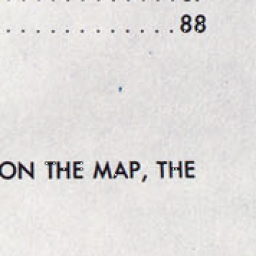 . . . . . . . . . . . . 88
ON THE MAP, THE